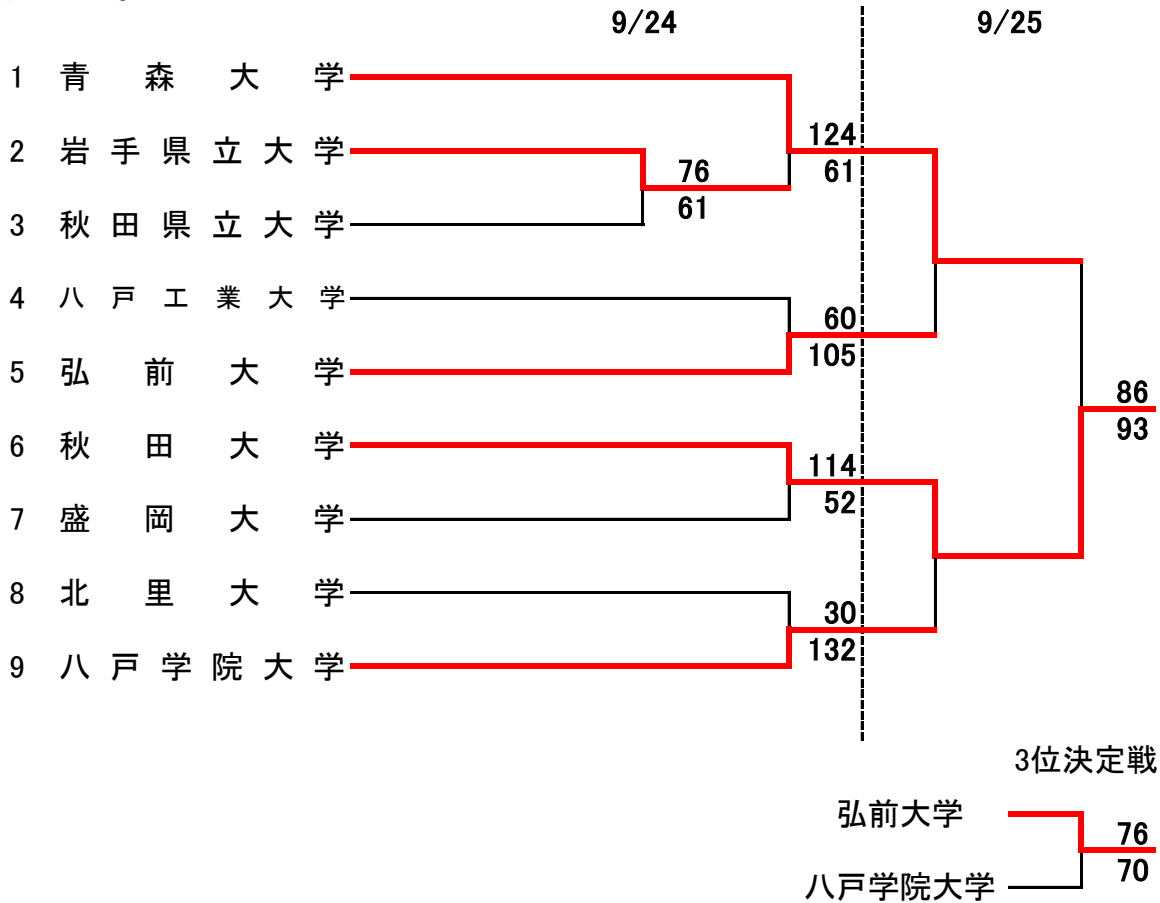 9/24 9/25
1 青森大学
124
2 岩手県立大学
76 61
61
3 秋田県立大学
4 八戸工業大学
60
105
5 弘前大学
86
93
6 秋田大学
114
52
7 盛岡大学
8 北里大学
30
132
9 八戸学院大学
3位決定戦
弘前大学
76
70
八戸学院大学